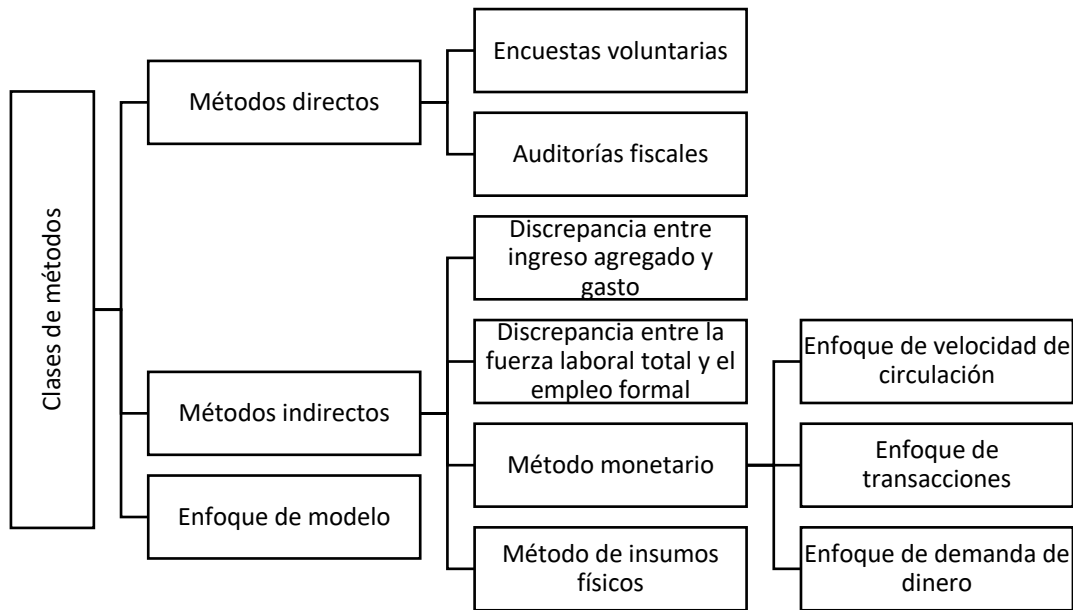 Clases de métodos
Métodos directos
Encuestas voluntarias
Auditorías fiscales
Métodos indirectos
Discrepancia entre
ingreso agregado y
gasto
Discrepancia entre la
fuerza laboral total y el
empleo formal
Método monetario
Enfoque de velocidad de
circulación
Enfoque de
transacciones
Enfoque de demanda de
dinero
Método de insumos
físicos
Enfoque de modelo